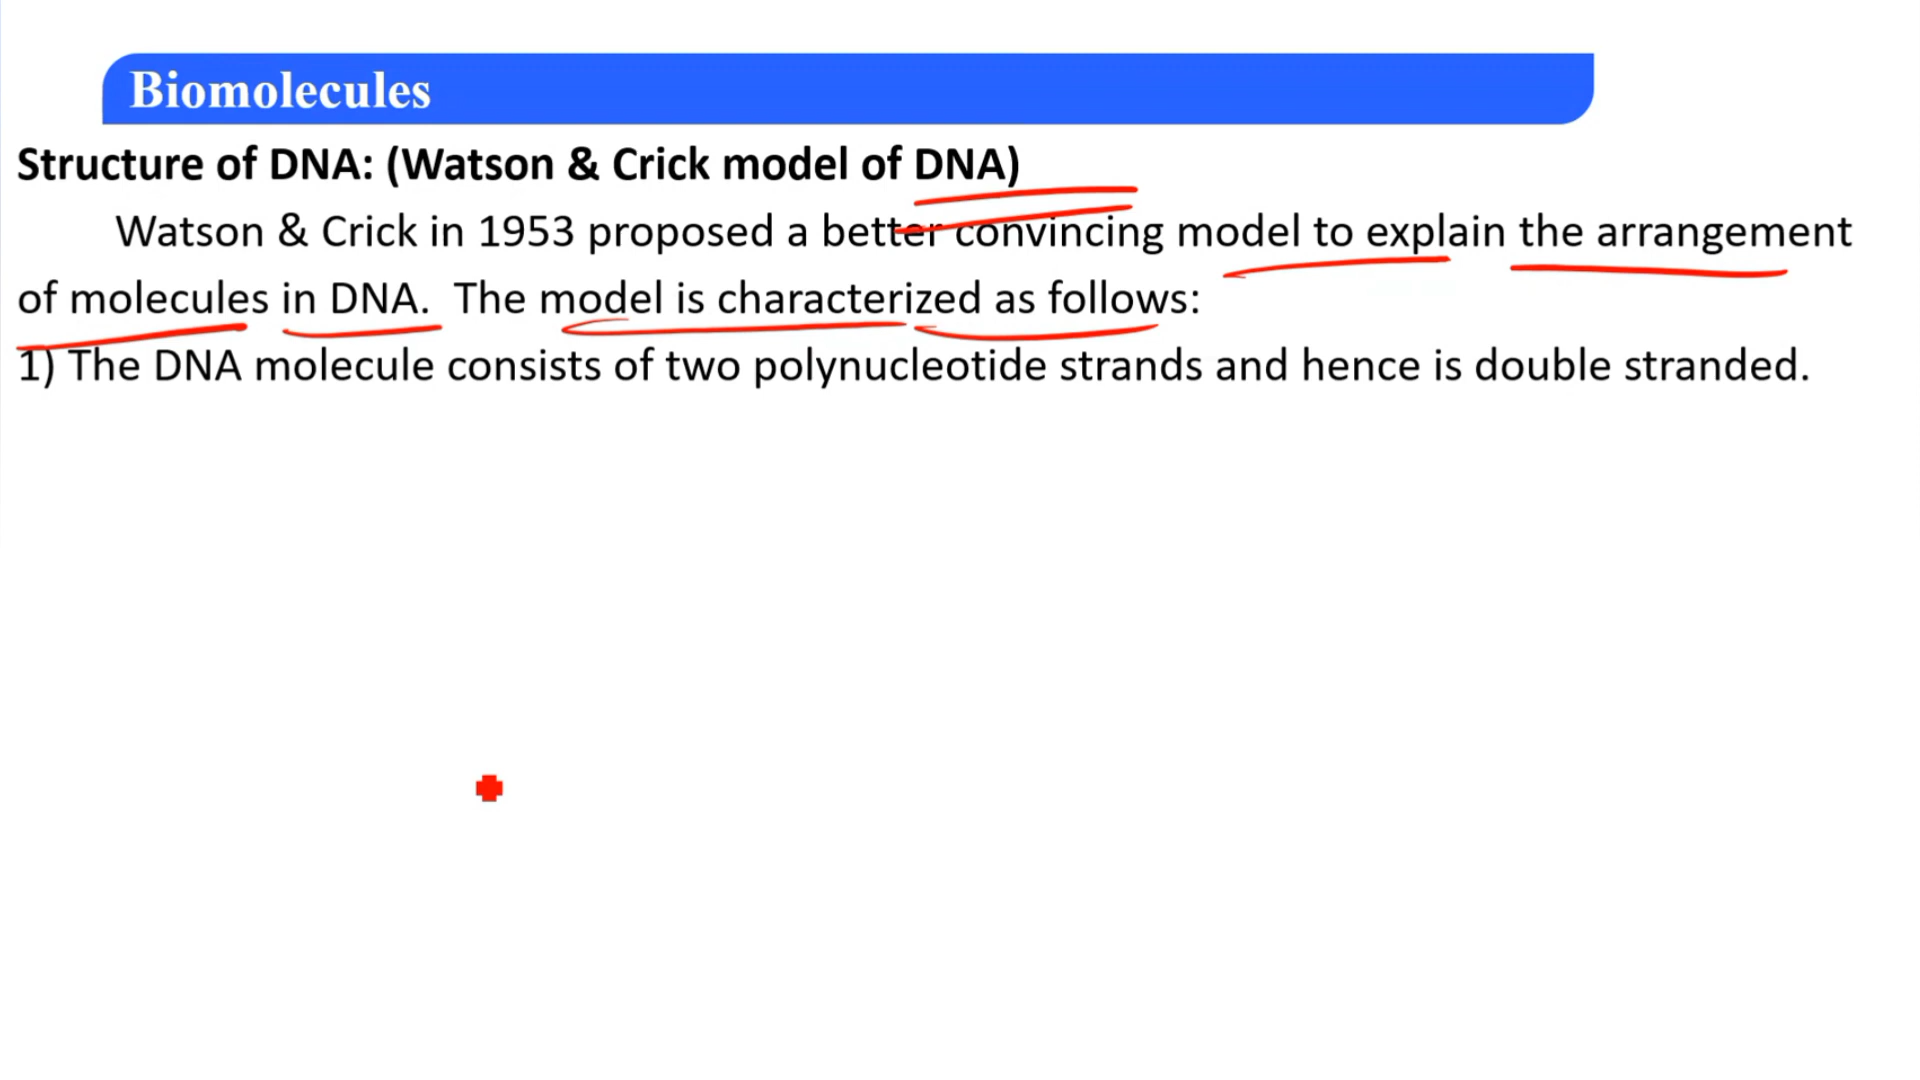 Biomolecules
Structure of DNA: (Watson & Crick model of DNA)
Watson & Crick in 1953 proposed a better convincing model to explain the arrangement
of molecules in DNA. The model is characterized as follows:
1) The DNA molecule consists of two polynucleotide strands and hence is double stranded.